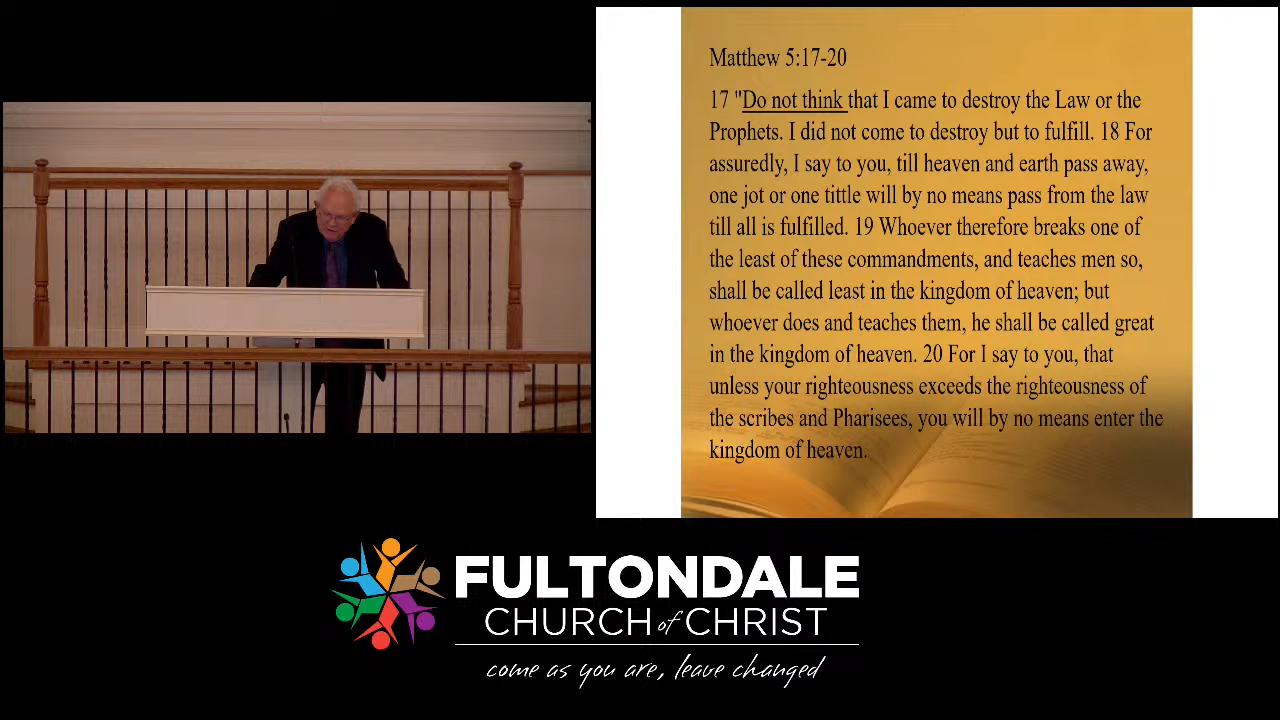 Matthew 5:17-20
17 "Do not think that I came to destroy the Law or the
Prophets. I did not come to destroy but to fulfill. 18 For
assuredly, I say to you, till heaven and earth pass away,
one jot or one tittle will by no means pass from the law
till all is fulfilled. 19 Whoever therefore breaks one of
the least of these commandments, and teaches men so,
shall be called least in the kingdom of heaven; but
whoever does and teaches them, he shall be called great
in the kingdom of heaven. 20 For I say to you, that
unless your righteousness exceeds the righteousness of
the scribes and Pharisees, you will by no means enter the
kingdom of heaven.
FULTONDALE
CHURCH of CHRIST
come as you are, leave changed